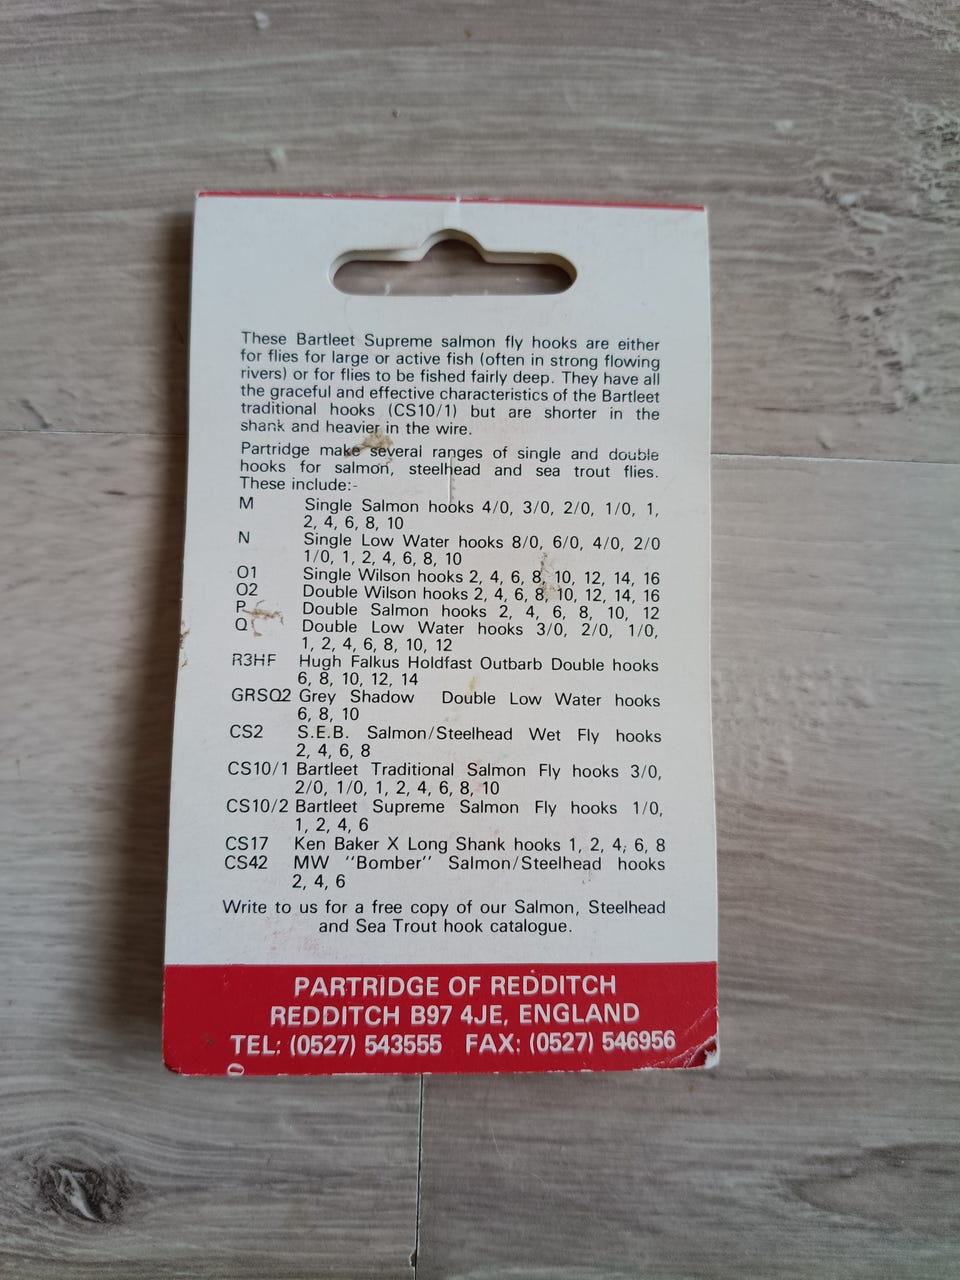 These Bartleet Supreme salmon fly hooks are either
for flies for large or active fish (often in strong flowing
rivers) or for flies to be fished fairly deep. They have all
the graceful and effective characteristics of the Bartleet
traditional hooks (CS10/1) but are shorter in the
shank and heavier in the wire.
Partridge make several ranges of single and double
hooks for salmon, steelhead and sea trout flies.
These include:-
M Single Salmon hooks 4/0, 3/0, 2/0, 1/0, 1,
2, 4, 6, 8, 10
N Single Low Water hooks 8/0, 6/0, 4/0, 2/0
1/0, 1, 2, 4, 6, 8, 10
O1 Single Wilson hooks 2, 4, 6, 8, 10, 12, 14, 16
O2 Double Wilson hooks 2, 4, 6, 8, 10, 12, 14, 16
P Double Salmon hooks 2, 4, 6, 8, 10, 12
Q Double Low Water hooks 3/0, 2/0, 1/0,
1, 2, 4, 6, 8, 10, 12
R3HF Hugh Falkus Holdfast Outbarb Double hooks
6, 8, 10, 12, 14
GRSQ2 Grey Shadow Double Low Water hooks
6, 8, 10
CS2 S.E.B. Salmon/Steelhead Wet Fly hooks
2, 4, 6, 8
CS10/1 Bartleet Traditional Salmon Fly hooks 3/0,
2/0, 1/0, 1, 2, 4, 6, 8, 10
CS10/2 Bartleet Supreme Salmon Fly hooks 1/0,
1, 2, 4, 6
CS17 Ken Baker X Long Shank hooks 1, 2, 4, 6, 8
CS42 MW "Bomber" Salmon/Steelhead hooks
2, 4, 6
Write to us for a free copy of our Salmon, Steelhead
and Sea Trout hook catalogue.
PARTRIDGE OF REDDITCH
REDDITCH B97 4JE, ENGLAND
TEL: (0527) 543555 FAX: (0527) 546956